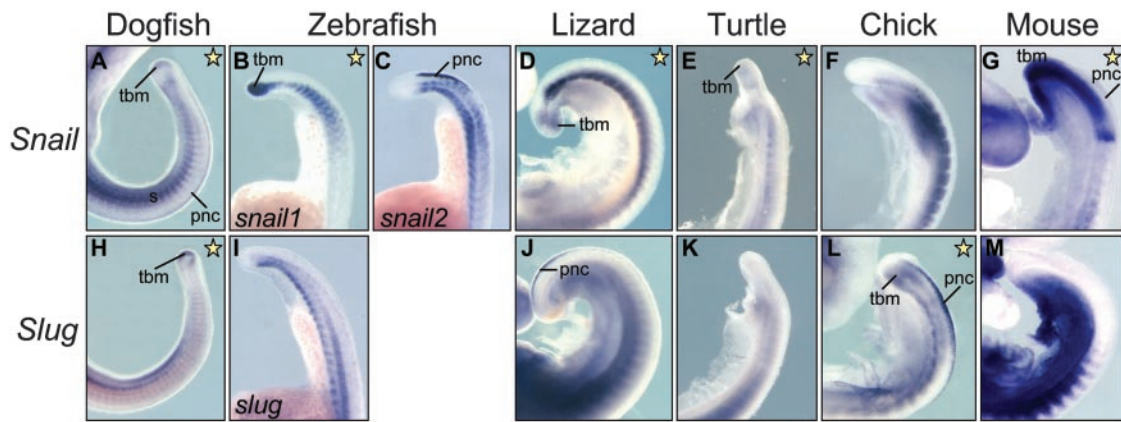 Dogfish Zebrafish Lizard Turtle Chick Mouse
Snail
A tbm s pnc
B tbm snail1
C pnc snail2
D tbm
E tbm
F
G tbm pnc
Slug
H tbm
I slug
J pnc
K
L tbm pnc
M